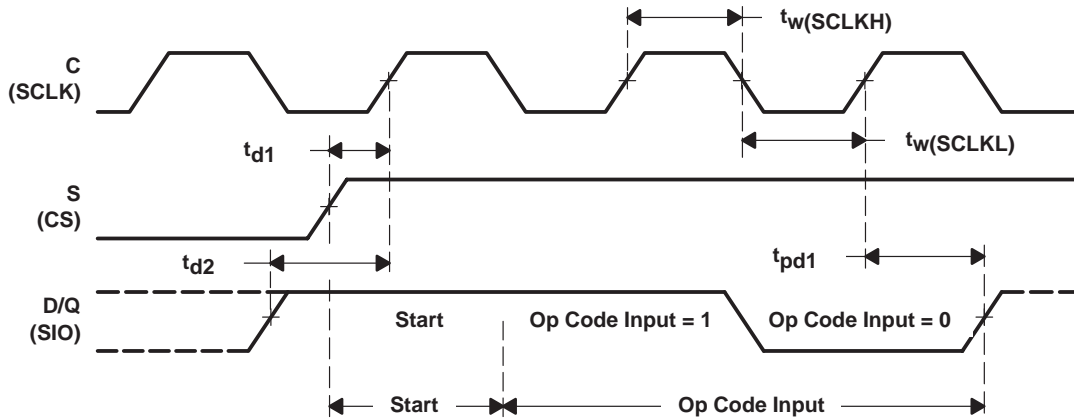 tw(SCLKH)
C
(SCLK)
td1
tw(SCLKL)
S
(CS)
td2
tpd1
D/Q
(SIO)
Start
Op Code Input = 1
Op Code Input = 0
Start
Op Code Input